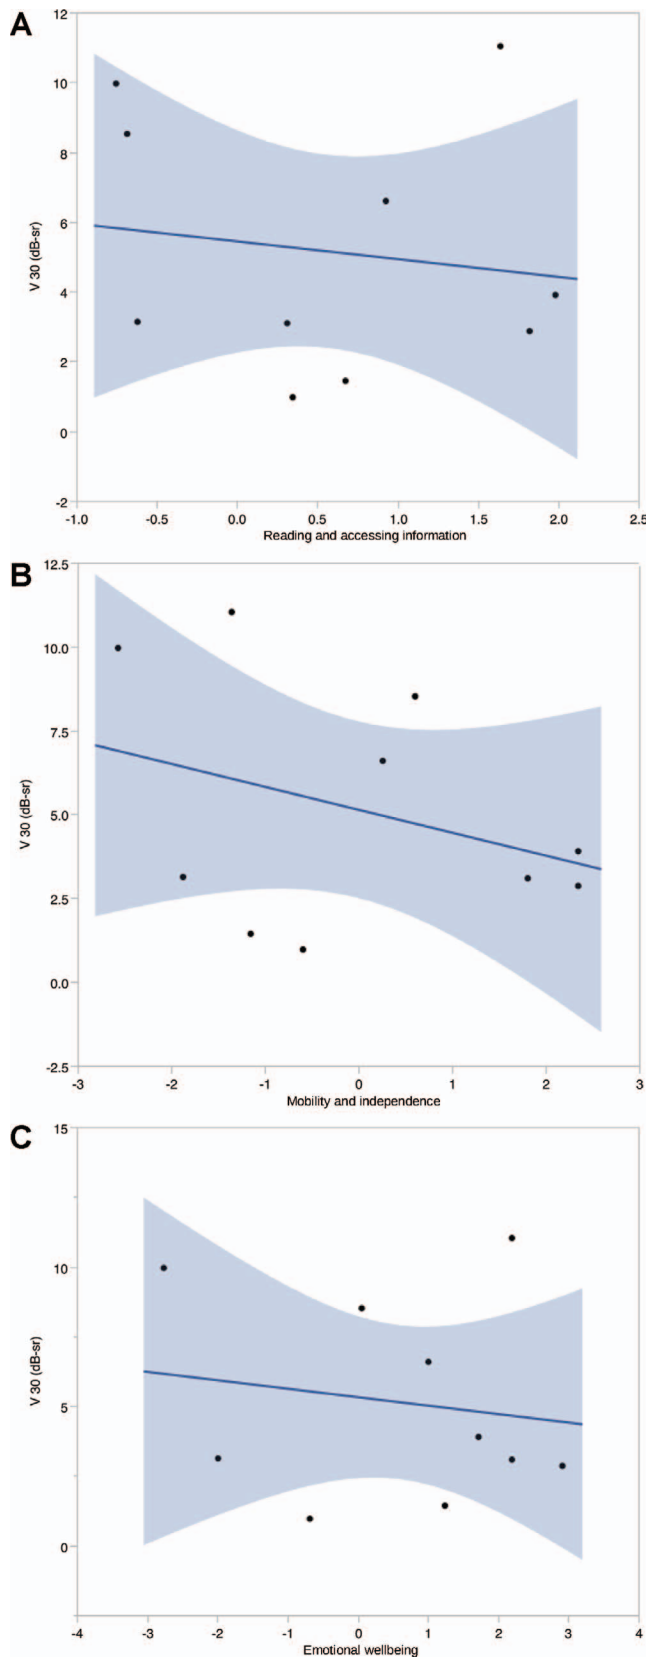 A
12
10
8
6
4
2
0
-2
V 30 (dB-sr)
-1.0 -0.5 0.0 0.5 1.0 1.5 2.0 2.5
Reading and accessing information
B
12.5
10.0
7.5
5.0
2.5
0.0
-2.5
V 30 (dB-sr)
-3 -2 -1 0 1 2 3
Mobility and independence
C
15
10
5
0
V 30 (dB-sr)
-4 -3 -2 -1 0 1 2 3 4
Emotional wellbeing